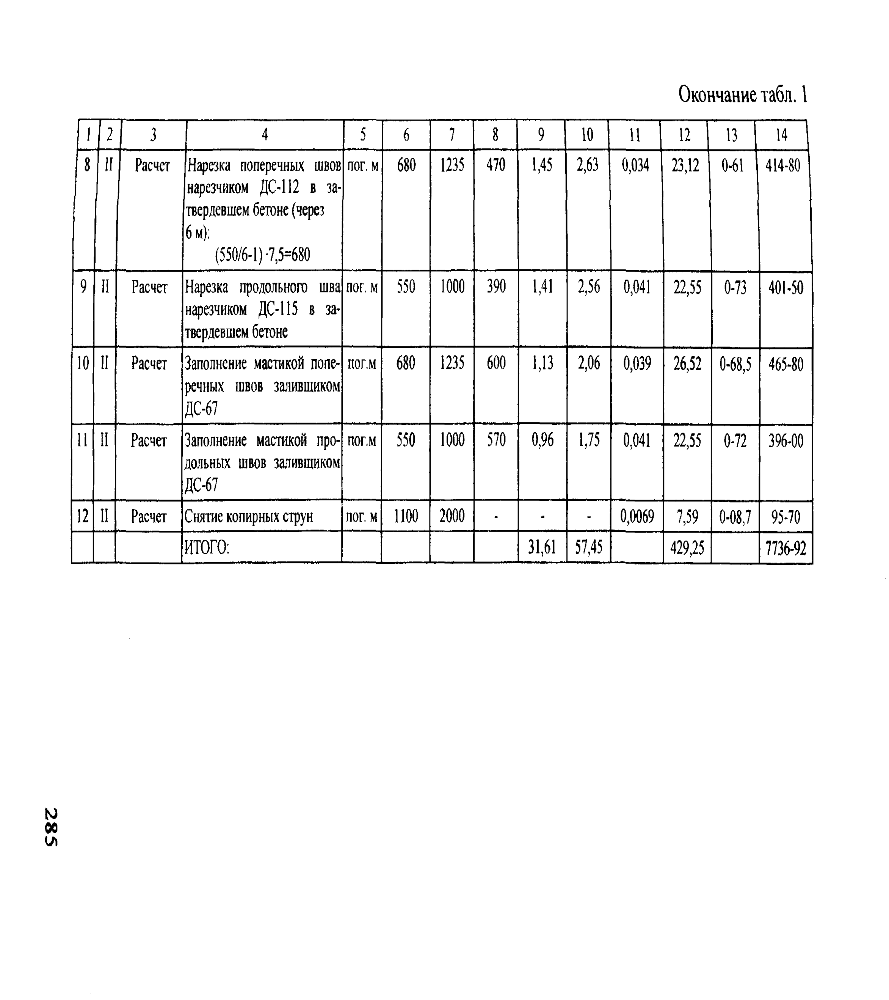 Окончание табл. 1
1 2 3 4 5 6 7 8 9 10 11 12 13 14
8 II Расчет Нарезка поперечных швов пог. м 680 1235 470 1,45 2,63 0,034 23,12 0-61 414-80
нарезчиком ДС-112 в за-
твердевшем бетоне (через
6 м):
(550/6-1)·7,5=680
9 II Расчет Нарезка продольного шва пог. м 550 1000 390 1,41 2,56 0,041 22,55 0-73 401-50
нарезчиком ДС-115 в за-
твердевшем бетоне
10 II Расчет Заполнение мастикой попе- пог.м 680 1235 600 1,13 2,06 0,039 26,52 0-68,5 465-80
речных швов заливщиком
ДС-67
11 II Расчет Заполнение мастикой про- пог.м 550 1000 570 0,96 1,75 0,041 22,55 0-72 396-00
дольных швов заливщиком
ДС-67
12 II Расчет Снятие копирных струн пог. м 1100 2000 - - - 0,0069 7,59 0-08,7 95-70
ИТОГО: 31,61 57,45 429,25 7736-92
285